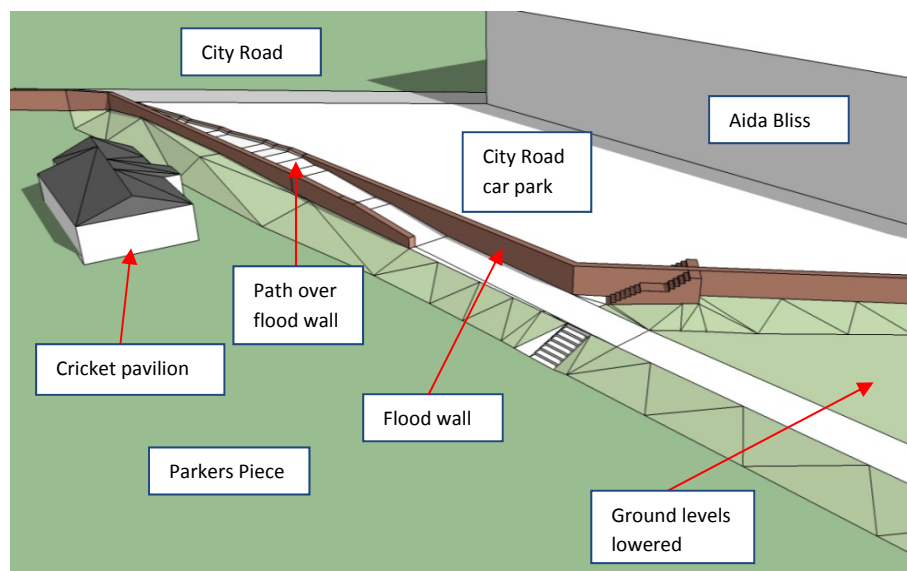 City Road
Aida Bliss
City Road
car park
Path over
flood wall
Cricket pavilion
Flood wall
Parkers Piece
Ground levels
lowered